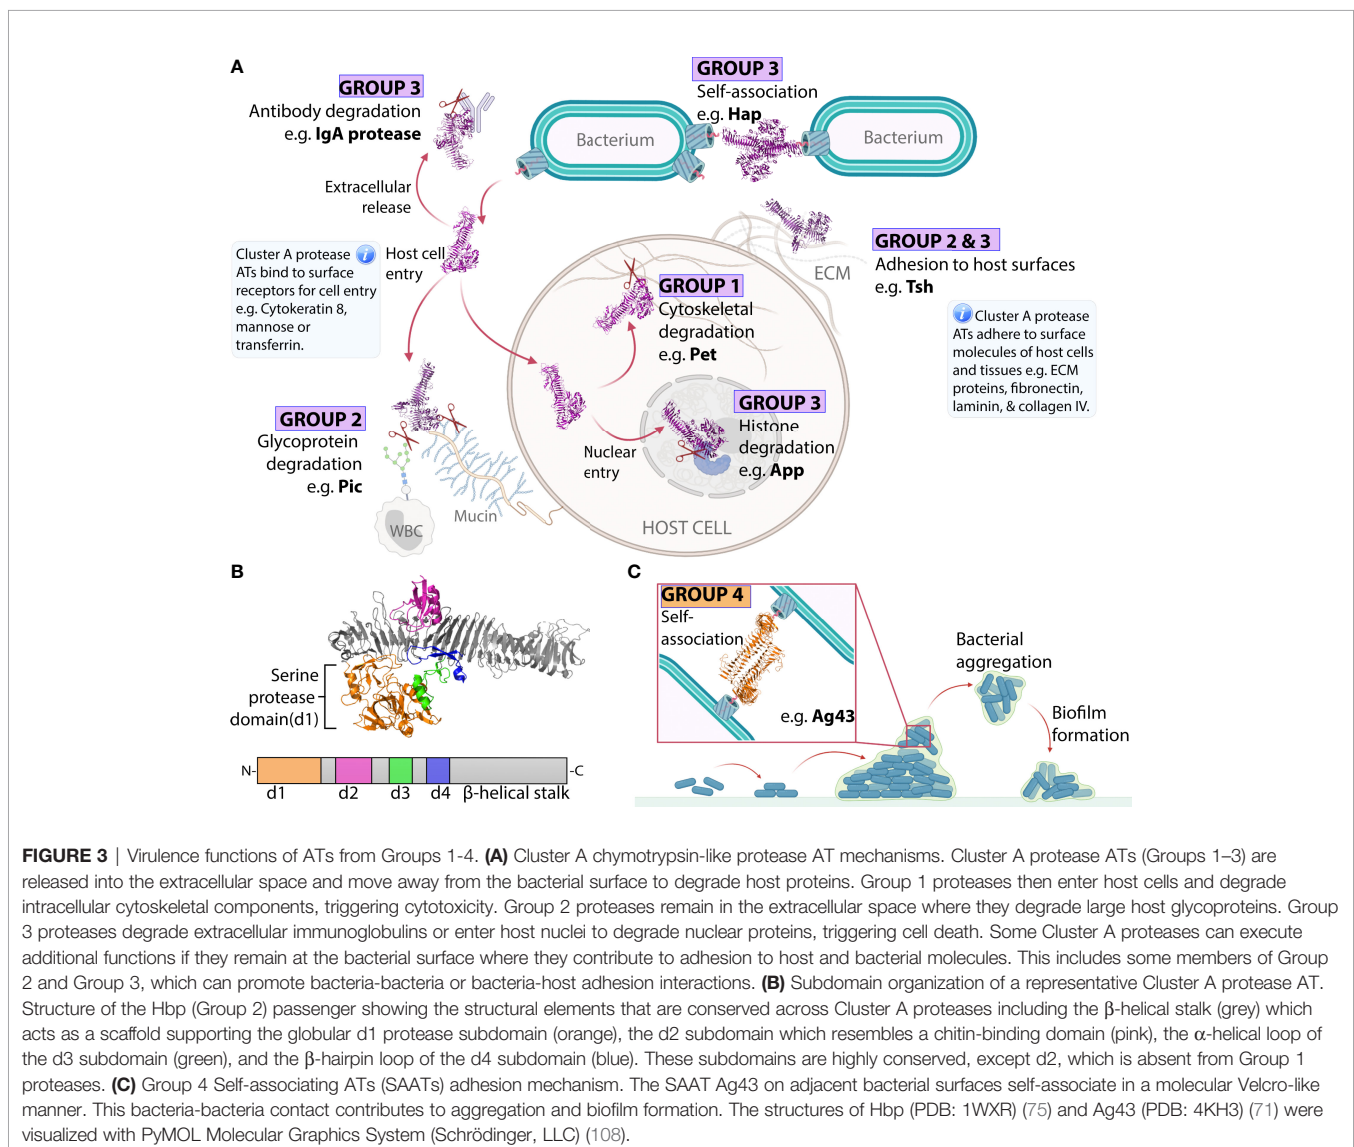 A
GROUP 3
Antibody degradation
e.g. IgA protease
GROUP 3
Self-association
e.g. Hap
Bacterium
Bacterium
Extracellular
release
Cluster A protease
ATs bind to surface
receptors for cell entry
e.g. Cytokeratin 8,
mannose or
transferrin.
Host cell
entry
ECM
GROUP 2 & 3
Adhesion to host surfaces
e.g. Tsh
Cluster A protease
ATs adhere to surface
molecules of host cells
and tissues e.g. ECM
proteins, fibronectin,
laminin, & collagen IV.
GROUP 1
Cytoskeletal
degradation
e.g. Pet
GROUP 2
Glycoprotein
degradation
e.g. Pic
WBC
Mucin
Nuclear
entry
GROUP 3
Histone
degradation
e.g. App
HOST CELL
B
Serine
protease
domain(d1)
N-
-C
d1 d2 d3 d4 β-helical stalk
C
GROUP 4
Self-
association
e.g. Ag43
Bacterial
aggregation
Biofilm
formation
FIGURE 3 | Virulence functions of ATs from Groups 1-4. (A) Cluster A chymotrypsin-like protease AT mechanisms. Cluster A protease ATs (Groups 1–3) are
released into the extracellular space and move away from the bacterial surface to degrade host proteins. Group 1 proteases then enter host cells and degrade
intracellular cytoskeletal components, triggering cytotoxicity. Group 2 proteases remain in the extracellular space where they degrade large host glycoproteins. Group
3 proteases degrade extracellular immunoglobulins or enter host nuclei to degrade nuclear proteins, triggering cell death. Some Cluster A proteases can execute
additional functions if they remain at the bacterial surface where they contribute to adhesion to host and bacterial molecules. This includes some members of Group
2 and Group 3, which can promote bacteria-bacteria or bacteria-host adhesion interactions. (B) Subdomain organization of a representative Cluster A protease AT.
Structure of the Hbp (Group 2) passenger showing the structural elements that are conserved across Cluster A proteases including the β-helical stalk (grey) which
acts as a scaffold supporting the globular d1 protease subdomain (orange), the d2 subdomain which resembles a chitin-binding domain (pink), the α-helical loop of
the d3 subdomain (green), and the β-hairpin loop of the d4 subdomain (blue). These subdomains are highly conserved, except d2, which is absent from Group 1
proteases. (C) Group 4 Self-associating ATs (SAATs) adhesion mechanism. The SAAT Ag43 on adjacent bacterial surfaces self-associate in a molecular Velcro-like
manner. This bacteria-bacteria contact contributes to aggregation and biofilm formation. The structures of Hbp (PDB: 1WXR) (75) and Ag43 (PDB: 4KH3) (71) were
visualized with PyMOL Molecular Graphics System (Schrödinger, LLC) (108).